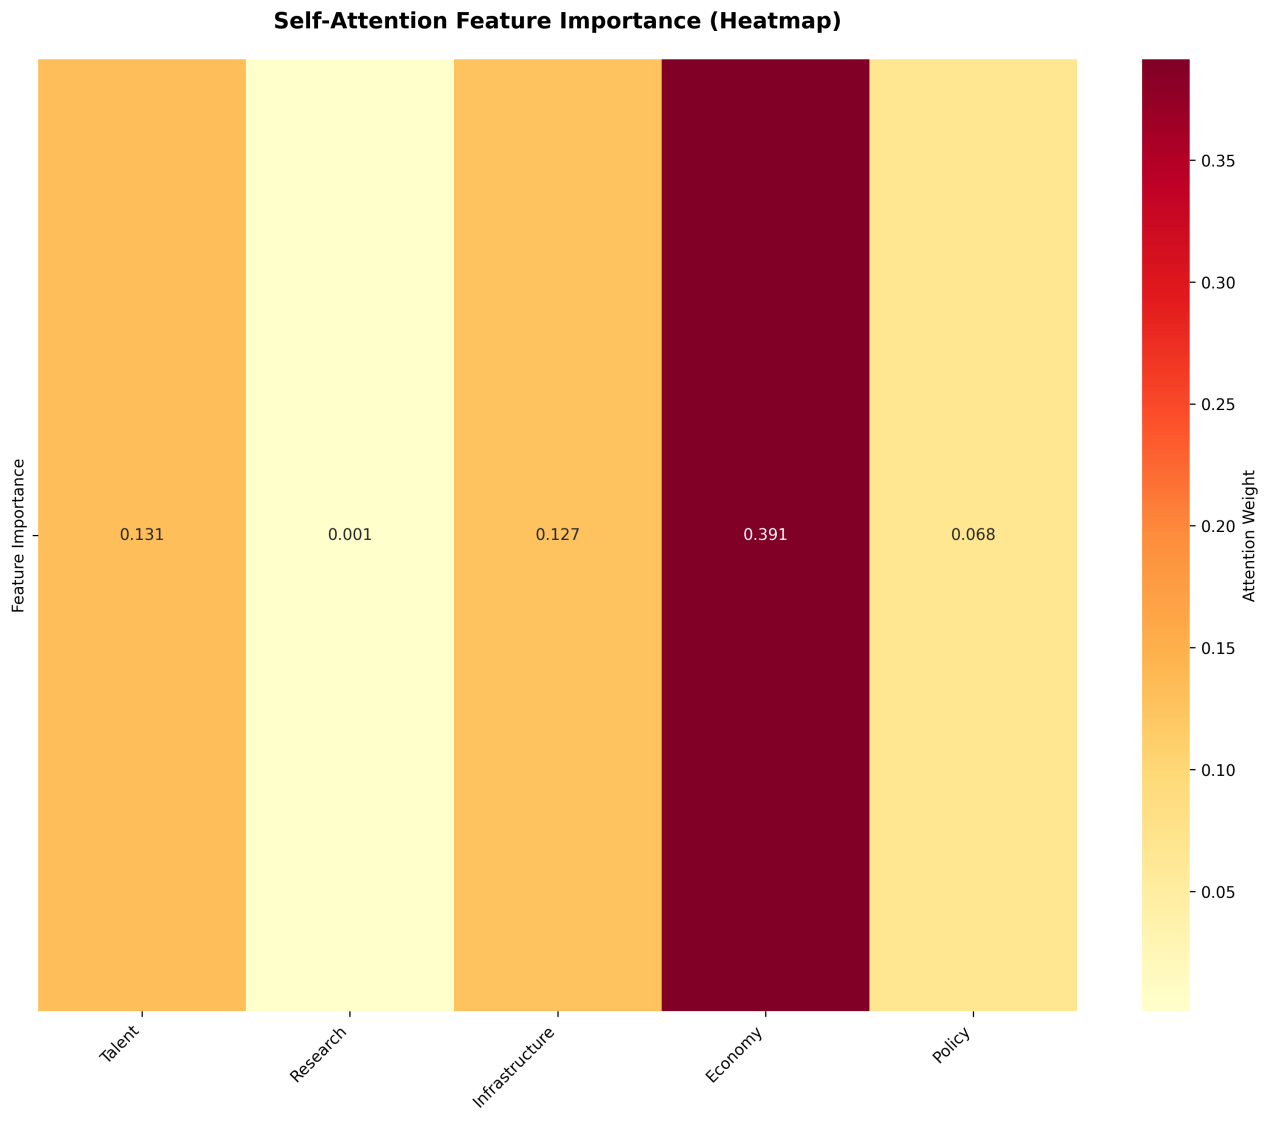 Self-Attention Feature Importance (Heatmap)
Feature Importance
0.131
0.001
0.127
0.391
0.068
Talent
Research
Infrastructure
Economy
Policy
0.35
0.30
0.25
0.20
0.15
0.10
0.05
Attention Weight